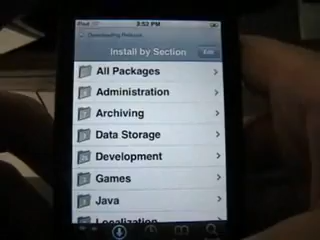 iPod
3:53 PM
Downloading Release
Install by Section
Edit
All Packages
Administration
Archiving
Data Storage
Development
Games
Java
Localization